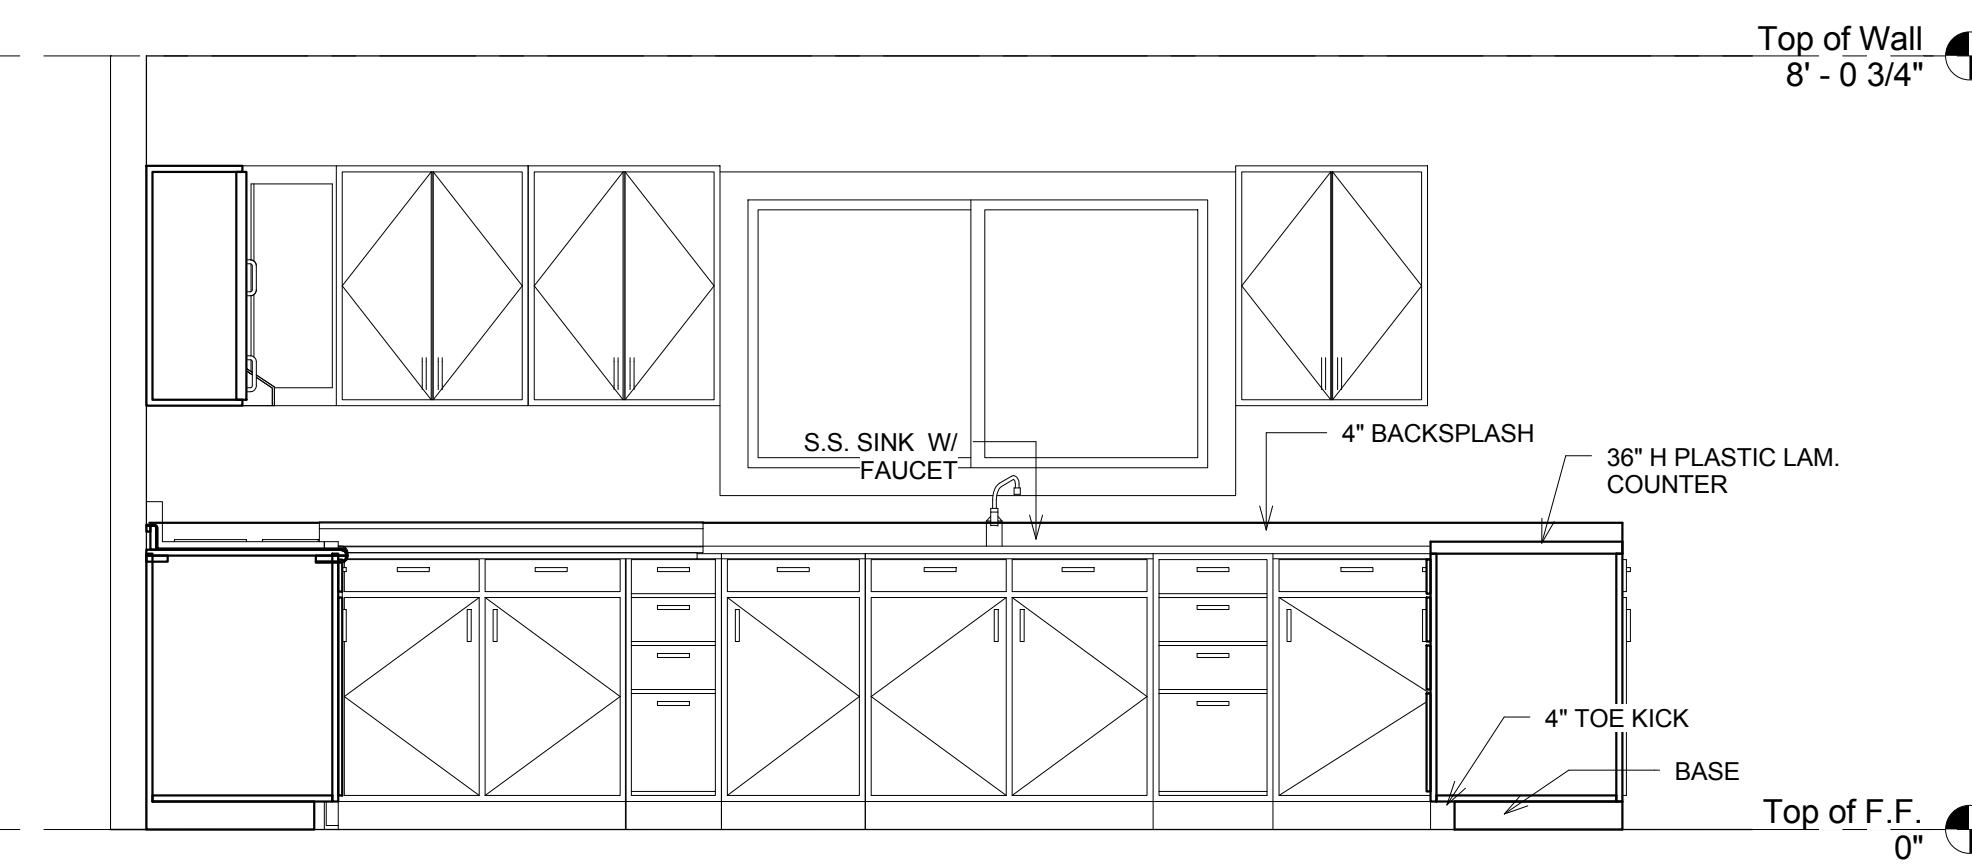 Top of Wall
8' - 0 3/4"
S.S. SINK W/
FAUCET
4" BACKSPLASH
36" H PLASTIC LAM.
COUNTER
4" TOE KICK
BASE
Top of F.F.
0"